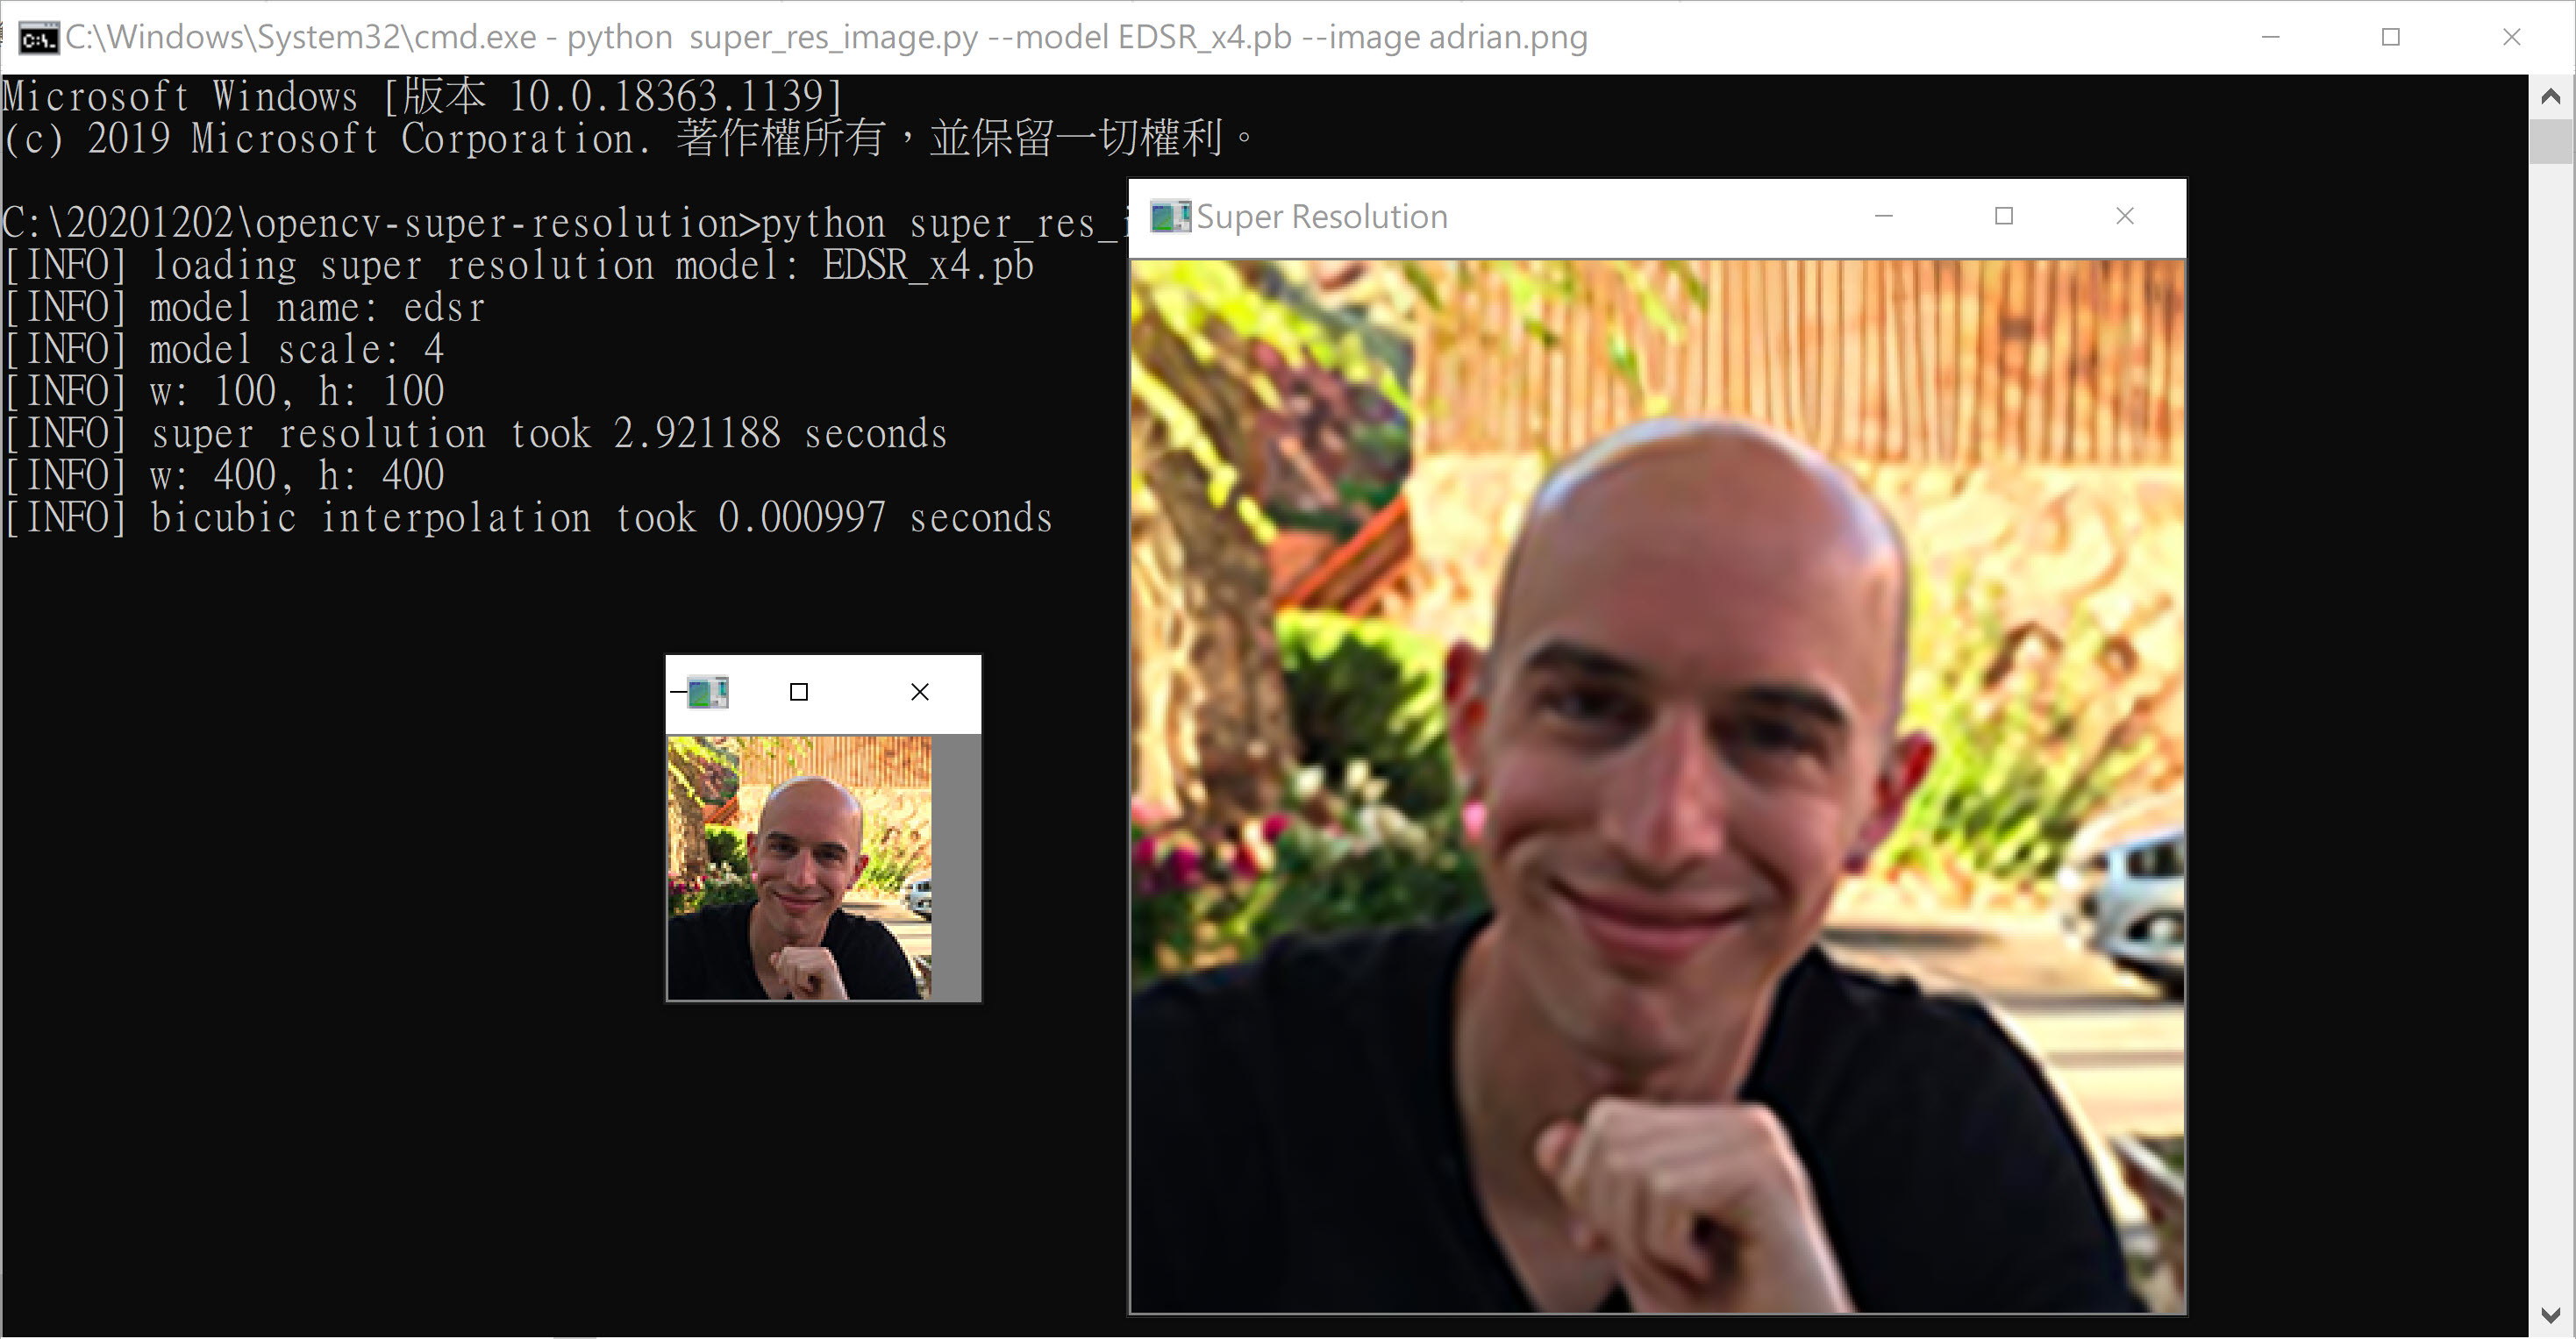 C:\Windows\System32\cmd.exe - python  super_res_image.py --model EDSR_x4.pb --image adrian.png
Microsoft Windows [版本 10.0.18363.1139]
(c) 2019 Microsoft Corporation. 著作權所有，並保留一切權利。
C:\20201202\opencv-super-resolution>python super_res_
[INFO] loading super resolution model: EDSR_x4.pb
[INFO] model name: edsr
[INFO] model scale: 4
[INFO] w: 100, h: 100
[INFO] super resolution took 2.921188 seconds
[INFO] w: 400, h: 400
[INFO] bicubic interpolation took 0.000997 seconds
Super Resolution